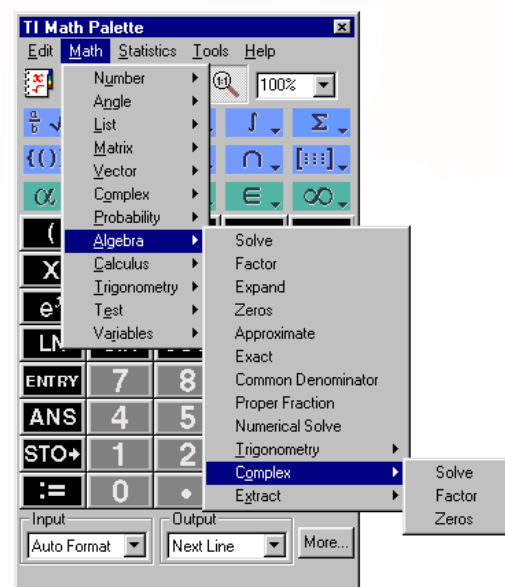 TI Math Palette
Edit Math Statistics Tools Help
100%
Number
Angle
List
Matrix
Vector
Complex
Probability
Algebra
Calculus
Trigonometry
Test
Variables
Solve
Factor
Expand
Zeros
Approximate
Exact
Common Denominator
Proper Fraction
Numerical Solve
Trigonometry
Complex
Extract
Solve
Factor
Zeros
∫ Σ
{() ∩ [:::]
α ∈ ∞
(
X
e
LN
ENTRY 7 8
ANS 4 5
STO→ 1 2
:= 0 .
Input Output
Auto Format Next Line More...